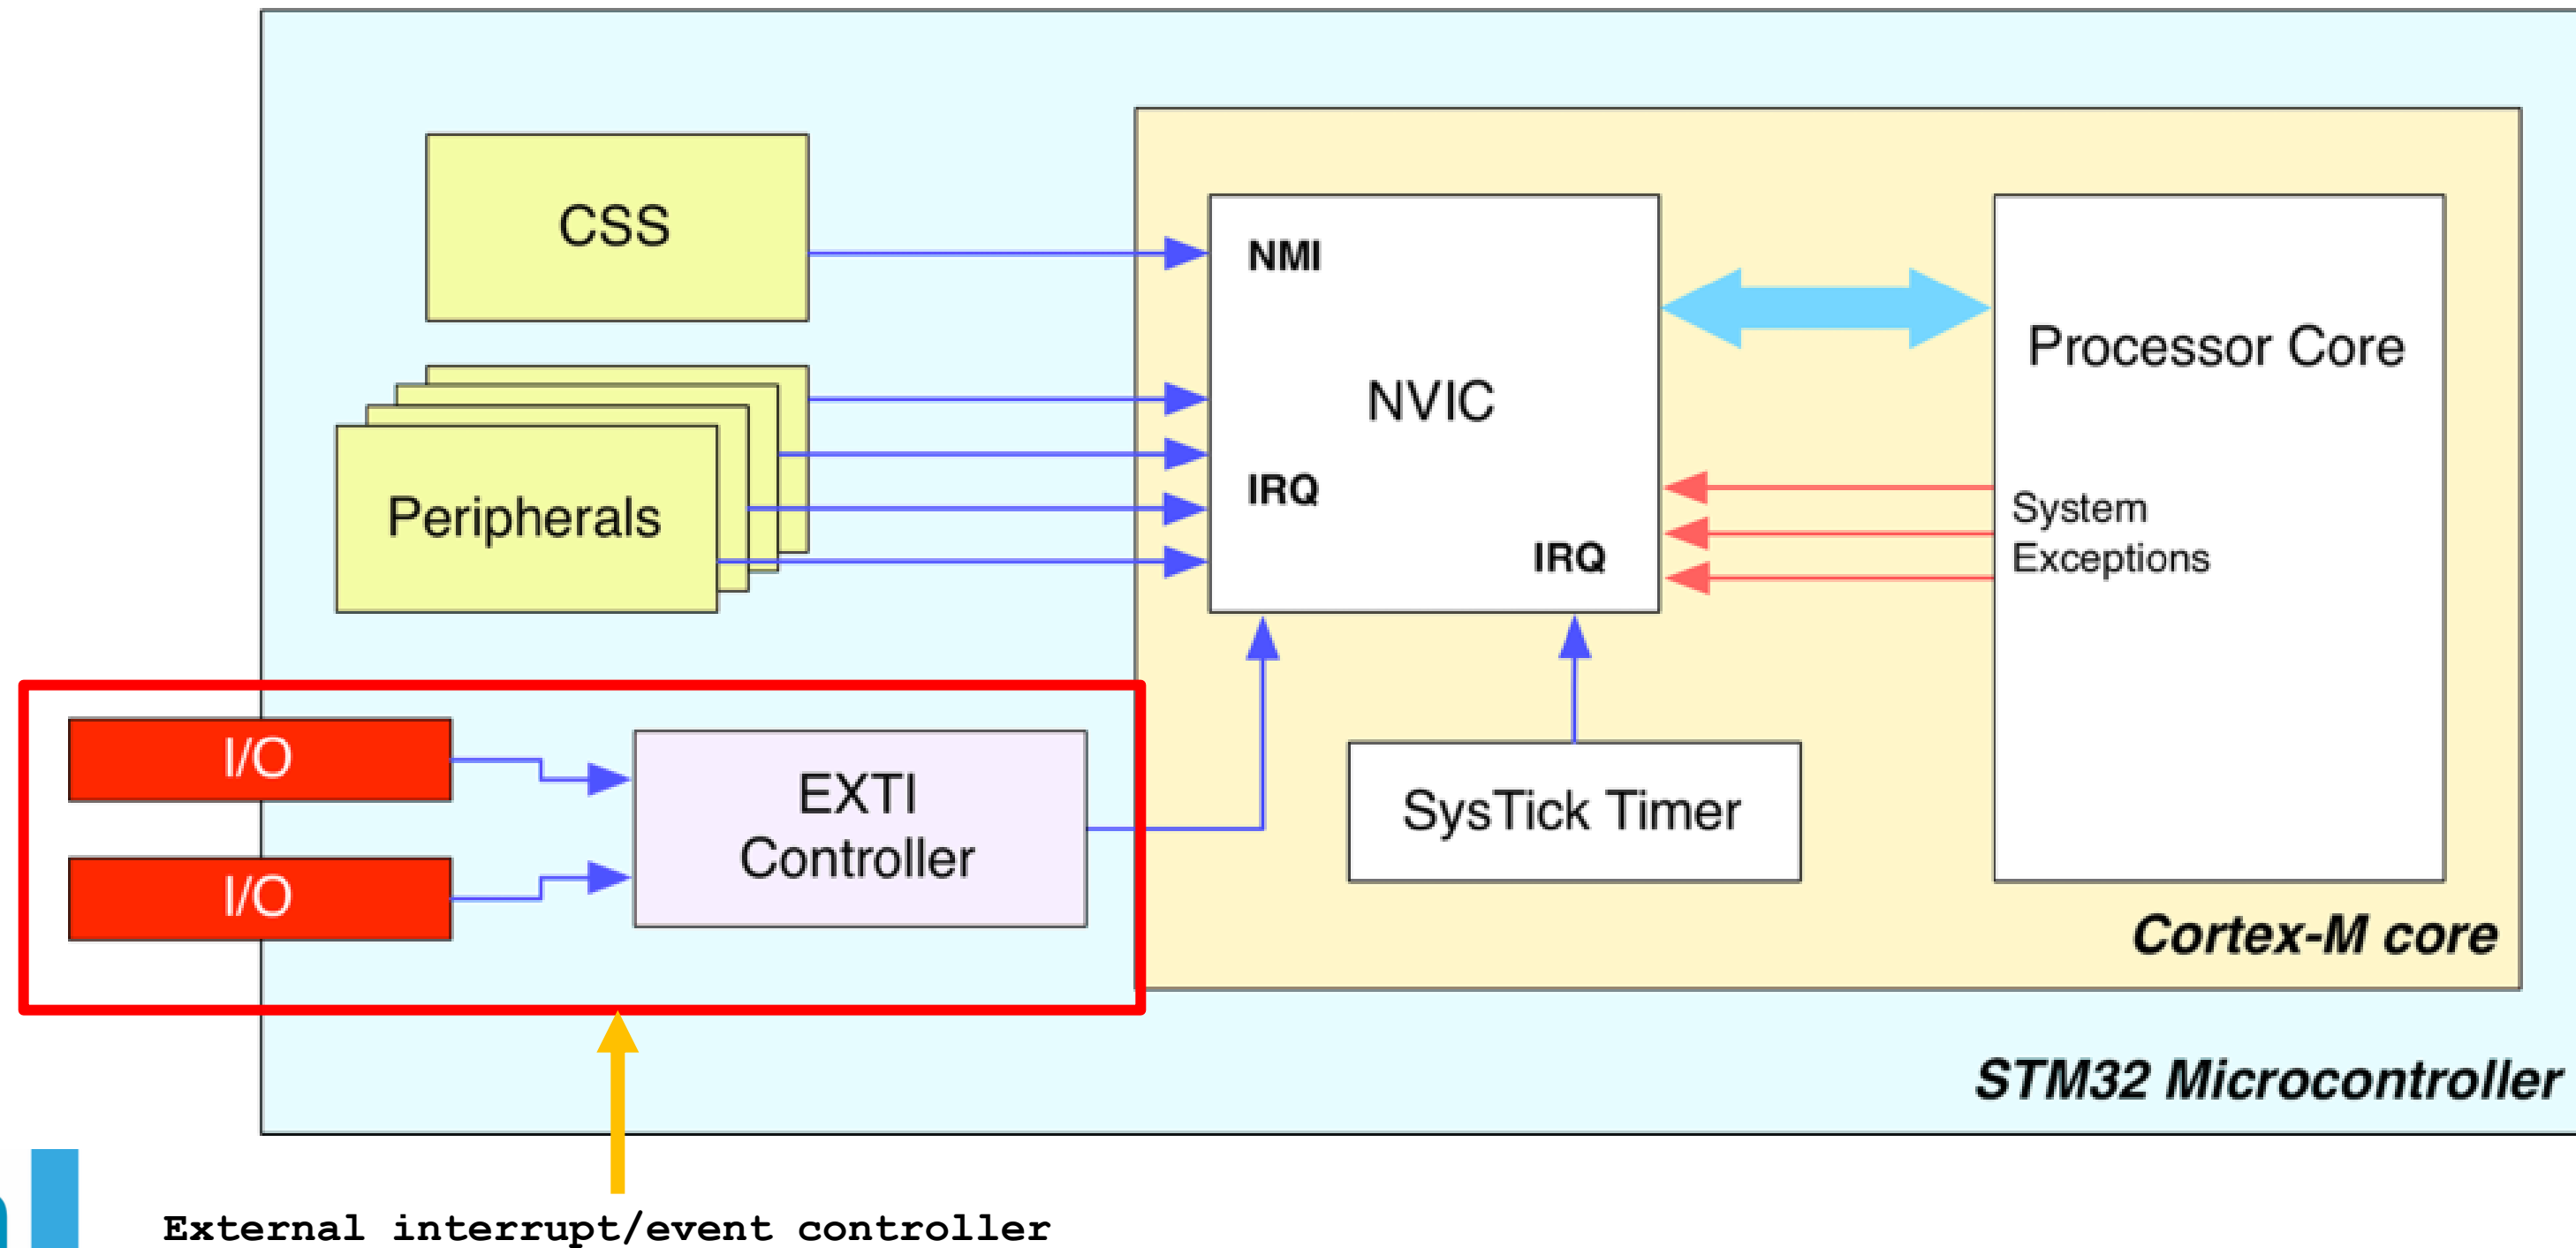 CSS
NMI
Processor Core
NVIC
Peripherals
IRQ
System
Exceptions
IRQ
I/O
EXTI
Controller
SysTick Timer
I/O
Cortex-M core
STM32 Microcontroller
External interrupt/event controller